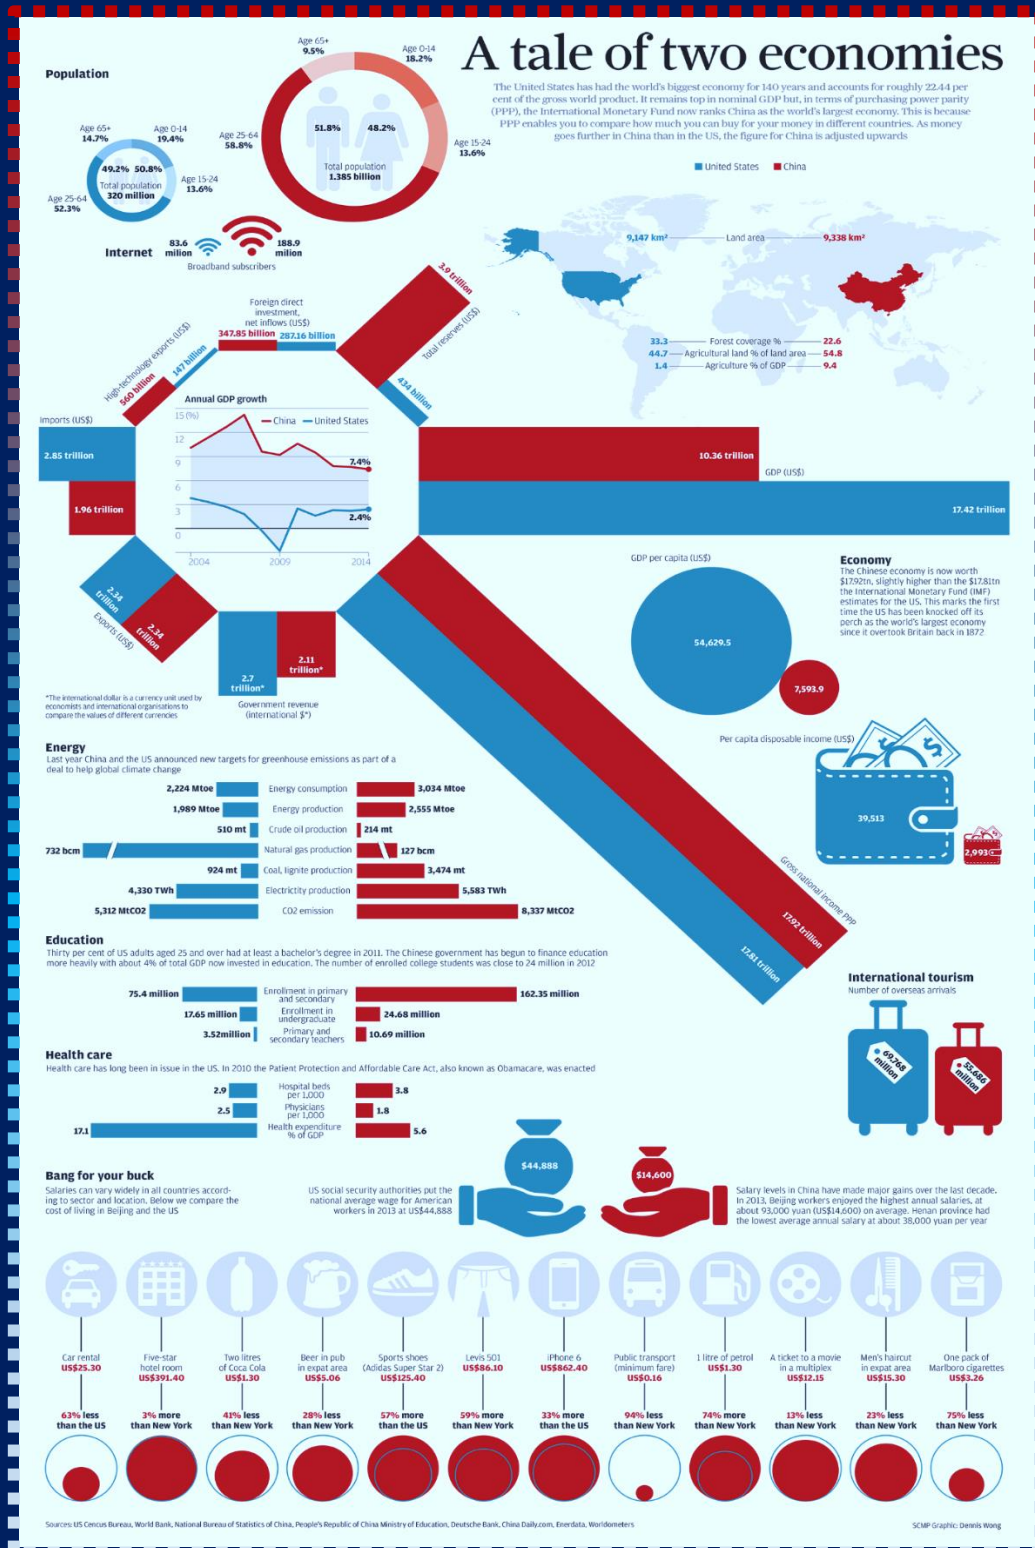 A tale of two economies
The United States has had the world's biggest economy for 140 years and accounts for roughly 22.44 per
cent of the gross world product. It remains top in nominal GDP but, in terms of purchasing power parity
(PPP), the International Monetary Fund now ranks China as the world's largest economy. This is because
PPP enables you to compare how much you can buy for your money in different countries. As money
goes further in China than in the US, the figure for China is adjusted upwards
United States
China
Population
Age 65+
14.7%
Age 0-14
19.4%
Age 15-24
13.6%
Age 25-64
52.3%
49.2% 50.8%
Total population
320 million
Age 65+
9.5%
Age 0-14
18.2%
Age 15-24
13.6%
Age 25-64
58.8%
51.8% 48.2%
Total population
1.385 billion
Internet
83.6
milion
188.9
milion
Broadband subscribers
9,147 km² Land area 9,338 km²
33.3 Forest coverage % 22.6
44.7 Agricultural land % of land area 54.8
1.4 Agriculture % of GDP 9.4
Foreign direct
investment,
net inflows (US$)
347.85 billion 287.16 billion
High-technology exports (US$)
560 billion
147 billion
3.9 trillion
Total reserves (US$)
434 billion
Imports (US$)
2.85 trillion
1.96 trillion
Annual GDP growth
15 (%)
China United States
12
9
6
3
0
7.4%
2.4%
2004 2009 2014
10.36 trillion
GDP (US$)
17.42 trillion
2.34
trillion
2.34
trillion
Exports (US$)
2.7
trillion*
2.11
trillion*
Government revenue
(international $*)
*The international dollar is a currency unit used by
economists and international organisations to
compare the values of different currencies
GDP per capita (US$)
54,629.5
7,593.9
Economy
The Chinese economy is now worth
$17.92tn, slightly higher than the $17.81tn
the International Monetary Fund (IMF)
estimates for the US. This marks the first
time the US has been knocked off its
perch as the world's largest economy
since it overtook Britain back in 1872
Per capita disposable income (US$)
39,513
2,993
Gross national income PPP
17.92 trillion
17.81 trillion
Energy
Last year China and the US announced new targets for greenhouse emissions as part of a
deal to help global climate change
2,224 Mtoe Energy consumption 3,034 Mtoe
1,989 Mtoe Energy production 2,555 Mtoe
510 mt Crude oil production 214 mt
732 bcm Natural gas production 127 bcm
924 mt Coal, lignite production 3,474 mt
4,330 TWh Electrictity production 5,583 TWh
5,312 MtCO2 CO2 emission 8,337 MtCO2
Education
Thirty per cent of US adults aged 25 and over had at least a bachelor's degree in 2011. The Chinese government has begun to finance education
more heavily with about 4% of total GDP now invested in education. The number of enrolled college students was close to 24 million in 2012
75.4 million Enrollment in primary
and secondary 162.35 million
17.65 million Enrollment in
undergraduate 24.68 million
3.52million Primary and
secondary teachers 10.69 million
Health care
Health care has long been in issue in the US. In 2010 the Patient Protection and Affordable Care Act, also known as Obamacare, was enacted
2.9 Hospital beds
per 1,000 3.8
2.5 Physicians
per 1,000 1.8
17.1 Health expenditure
% of GDP 5.6
International tourism
Number of overseas arrivals
69.768
million
55.686
million
Bang for your buck
Salaries can vary widely in all countries accord-
ing to sector and location. Below we compare the
cost of living in Beijing and the US
US social security authorities put the
national average wage for American
workers in 2013 at US$44,888
$44,888
$14,600
Salary levels in China have made major gains over the last decade.
In 2013, Beijing workers enjoyed the highest annual salaries, at
about 93,000 yuan (US$14,600) on average. Henan province had
the lowest average annual salary at about 38,000 yuan per year
Car rental
US$25.30
63% less
than the US
Five-star
hotel room
US$391.40
3% more
than New York
Two litres
of Coca Cola
US$1.30
41% less
than New York
Beer in pub
in expat area
US$5.06
28% less
than New York
Sports shoes
(Adidas Super Star 2)
US$125.40
57% more
than the US
Levis 501
US$86.10
59% more
than New York
iPhone 6
US$862.40
33% more
than the US
Public transport
(minimum fare)
US$0.16
94% less
than New York
1 litre of petrol
US$1.30
74% more
than New York
A ticket to a movie
in a multiplex
US$12.15
13% less
than New York
Men's haircut
in expat area
US$15.30
23% less
than New York
One pack of
Marlboro cigarettes
US$3.26
75% less
than New York
Sources: US Cencus Bureau, World Bank, National Bureau of Statistics of China, People's Republic of China Ministry of Education, Deutsche Bank, China Daily.com, Enerdata, Worldometers
SCMP Graphic: Dennis Wong